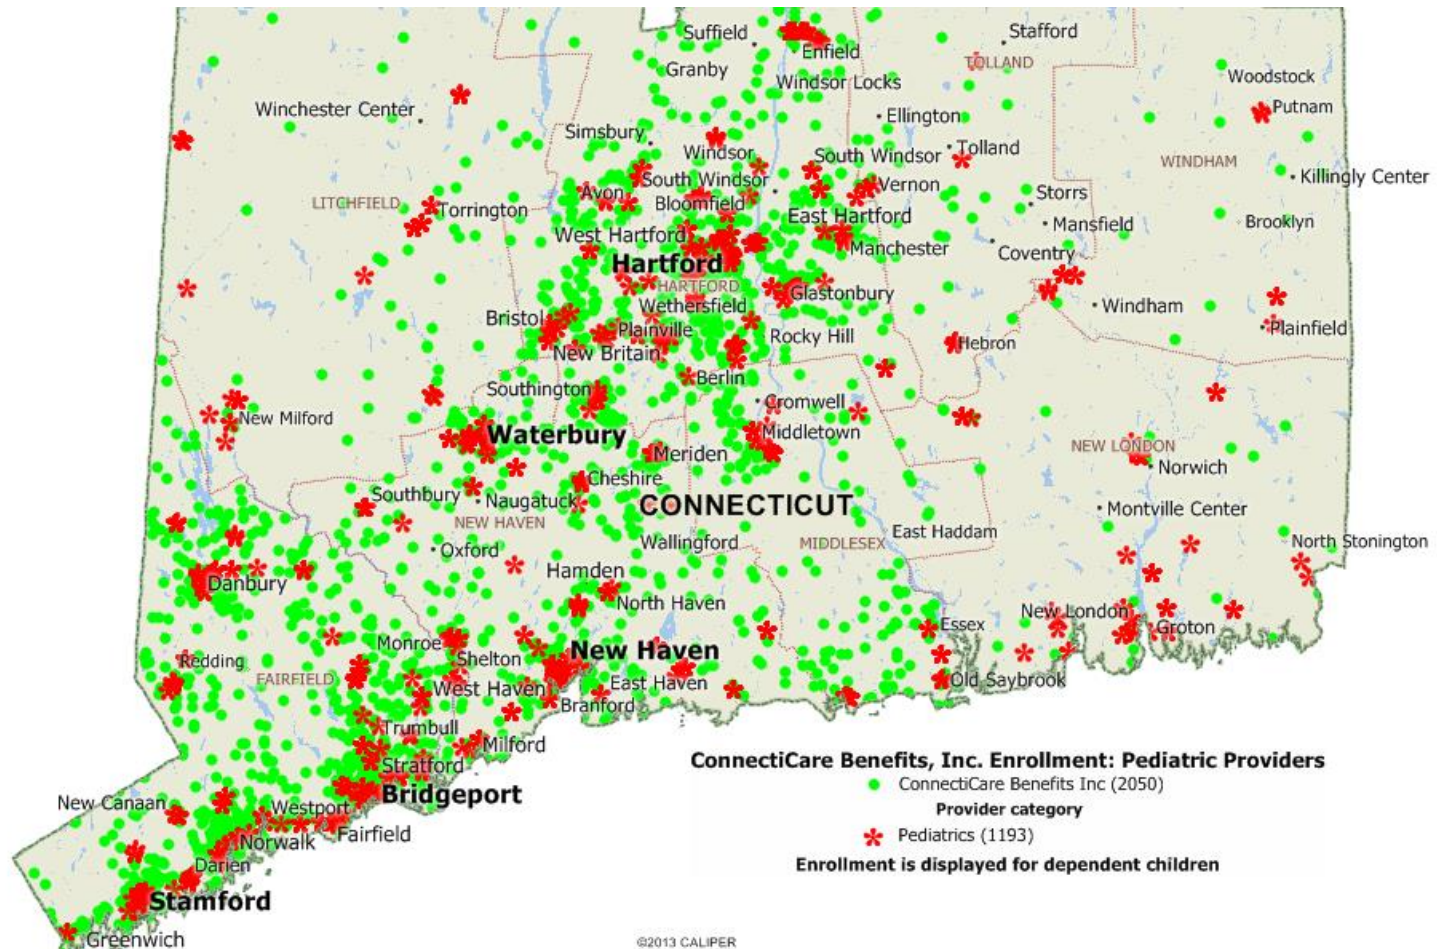 Suffield
Stafford
Enfield
TOLLAND
Granby
Woodstock
Windsor Locks
Winchester Center
Putnam
Ellington
Simsbury
Windsor
South Windsor
Tolland
WINDHAM
Killingly Center
South Windsor
Vernon
Avon
Storrs
LITCHFIELD
Torrington
Bloomfield
East Hartford
Mansfield
Brooklyn
West Hartford
Manchester
Coventry
Hartford
HARTFORD
Glastonbury
Wethersfield
Windham
Bristol
Plainville
Rocky Hill
Plainfield
New Britain
Hebron
Berlin
Southington
Cromwell
New Milford
Waterbury
Middletown
NEW LONDON
Meriden
Norwich
Cheshire
Southbury
Naugatuck
CONNECTICUT
Montville Center
NEW HAVEN
East Haddam
Oxford
Wallingford
MIDDLESEX
North Stonington
Hamden
Danbury
North Haven
New London
Essex
Groton
Monroe
New Haven
Redding
Shelton
FAIRFIELD
West Haven
East Haven
Old Saybrook
Branford
Trumbull
Milford
Stratford
ConnectiCare Benefits, Inc. Enrollment: Pediatric Providers
ConnectiCare Benefits Inc (2050)
Bridgeport
New Canaan
Westport
Provider category
Fairfield
Pediatrics (1193)
Norwalk
Darien
Enrollment is displayed for dependent children
Stamford
Greenwich
©2013 CALIPER